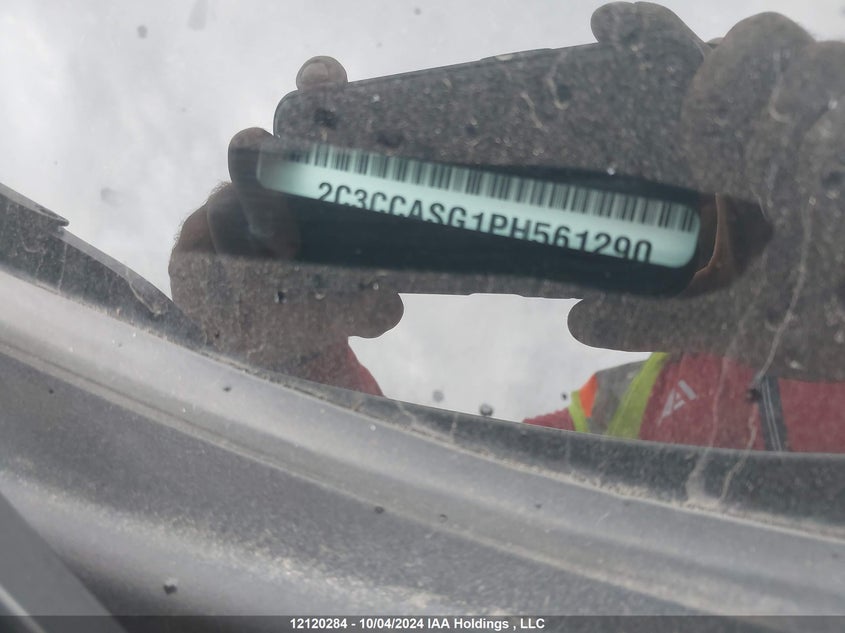 2C3CCASG1PH561290
12120284 - 10/04/2024 IAA Holdings , LLC